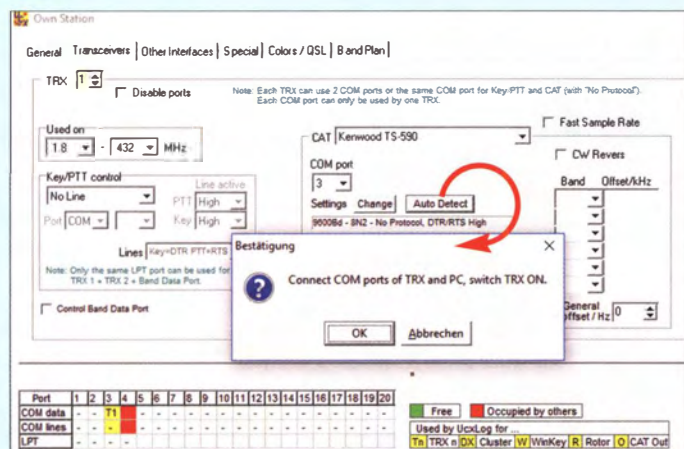 Own Station
General Transceivers Other Interfaces Special Colors / QSL Band Plan
TRX 1
Disable ports
Note: Each TRX can use 2 COM ports or the same COM port for Key/PTT and CAT (with "No Protocol").
Each COM port can only be used by one TRX.
Used on
1.8 - 432 MHz
CAT Kenwood TS-590
Fast Sample Rate
COM port
3
CW Revers
Key/PTT control
Line active
No Line
PTT High
Port COM
Key High
Settings Change Auto Detect
9600Bd - 8N2 - No Protocol, DTR/RTS High
Band Offset/kHz
Lines Key=DTR PTT=RTS
Note: Only the same LPT port can be used for
TRX 1 + TRX 2 + Band Data Port.
Control Band Data Port
Bestätigung
Connect COM ports of TRX and PC, switch TRX ON.
OK Abbrechen
General
offset / Hz 0
Port 1 2 3 4 5 6 7 8 9 10 11 12 13 14 15 16 17 18 19 20
COM data - - T1 - - - - - - - - - - - - - - - -
COM lines - - - - - - - - - - - - - - - - - -
LPT - - - - - - - - - - - - - - - - - - - -
Free Occupied by others
Used by UcxLog for ...
Tn TRX n DX Cluster W WinKey R Rotor O CAT Out